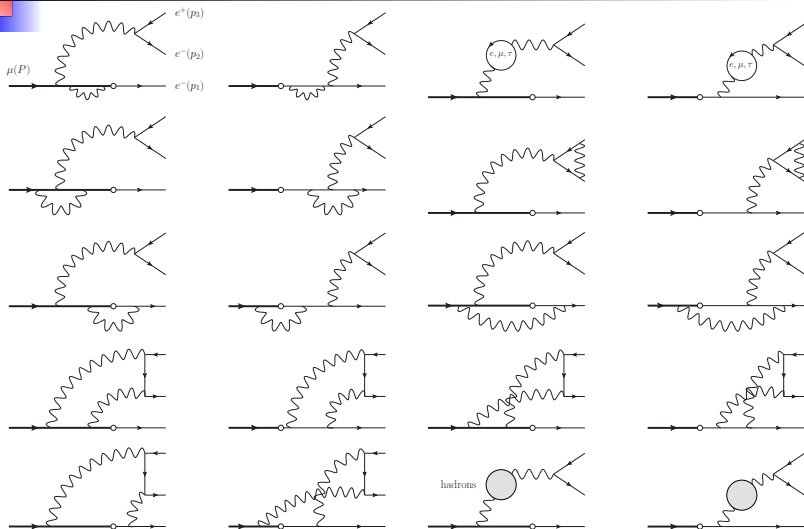 e⁺(p₃)
e⁻(p₂)
μ(P)
e⁻(p₁)
e, μ, τ
e, μ, τ
hadrons